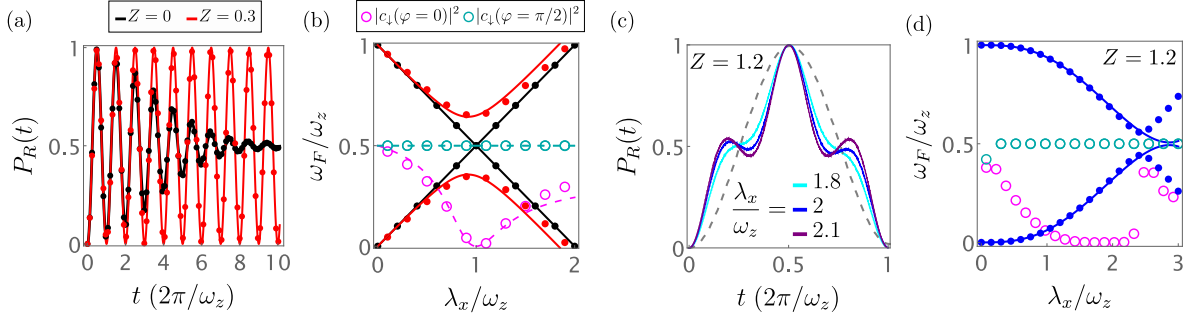 (a)
Z = 0 Z = 0.3
1
0.5
0
P_R(t)
0 2 4 6 8 10
t (2π/ω_z)
(b)
|c_↓(φ = 0)|^2 |c_↓(φ = π/2)|^2
1
0.5
0
ω_F/ω_z
0 1 2
λ_x/ω_z
(c)
Z = 1.2
1
0.5
0
P_R(t)
λ_x/ω_z =
1.8
2
2.1
0 0.5 1
t (2π/ω_z)
(d)
Z = 1.2
1
0.5
0
ω_F/ω_z
0 1 2 3
λ_x/ω_z